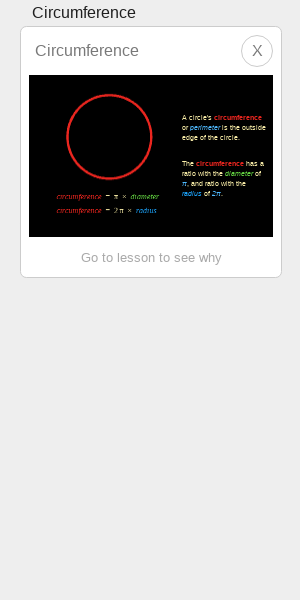 Circumference
Circumference
X
A circle's circumference
or perimeter is the outside
edge of the circle.
The circumference has a
ratio with the diameter of
π, and ratio with the
radius of 2π.
circumference = π × diameter
circumference = 2π × radius
Go to lesson to see why